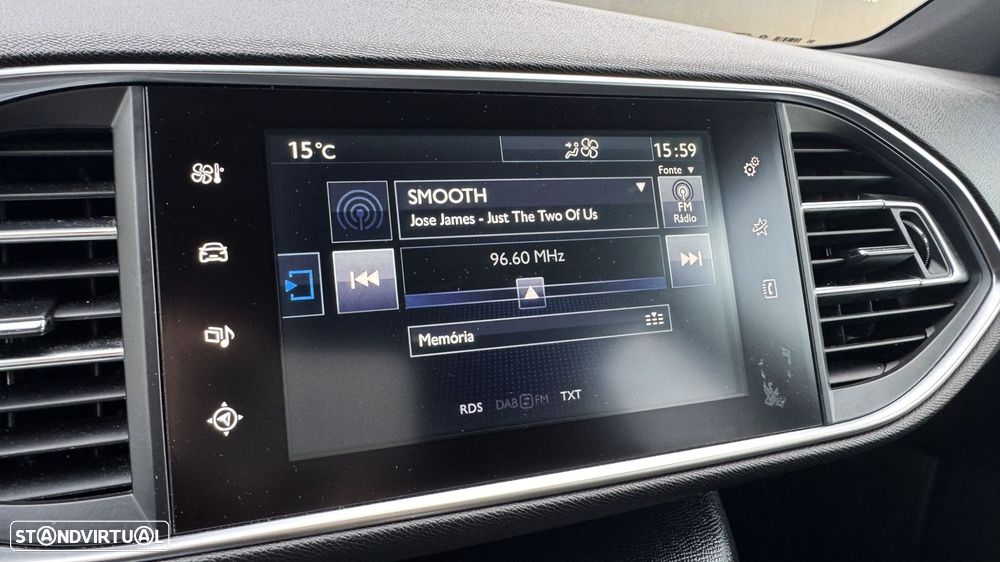 15°C
15:59
Fonte
SMOOTH
Jose James - Just The Two Of Us
FM
Rádio
96.60 MHz
Memória
RDS DAB FM TXT
STANDVIRTUAL